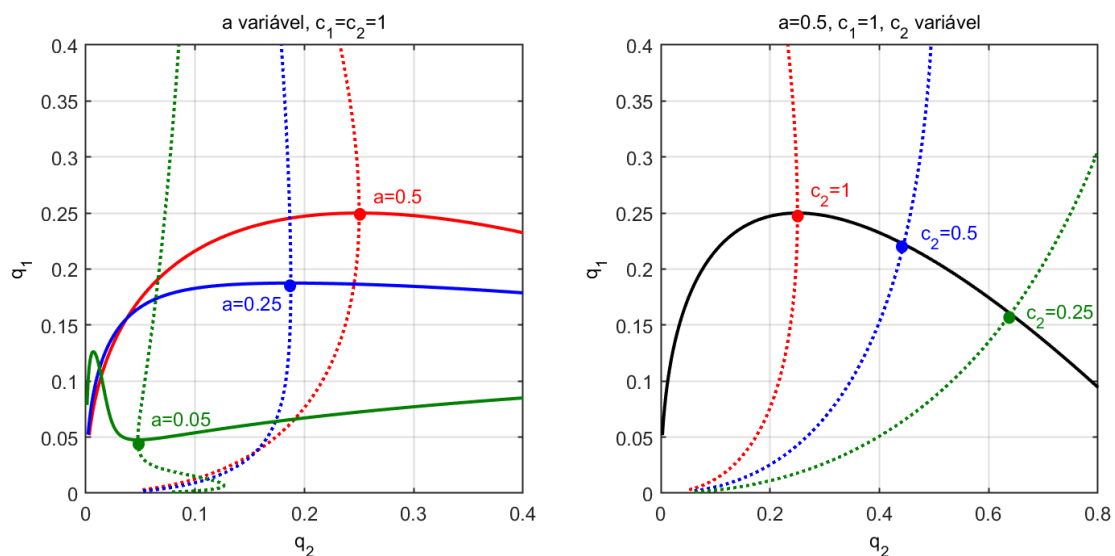 a variável, c₁=c₂=1
0.4
0.35
0.3
0.25
0.2
0.15
0.1
0.05
0
q₁
a=0.5
a=0.25
a=0.05
0 0.1 0.2 0.3 0.4
q₂
a=0.5, c₁=1, c₂ variável
0.4
0.35
0.3
0.25
0.2
0.15
0.1
0.05
0
q₁
c₂=1
c₂=0.5
c₂=0.25
0 0.2 0.4 0.6 0.8
q₂